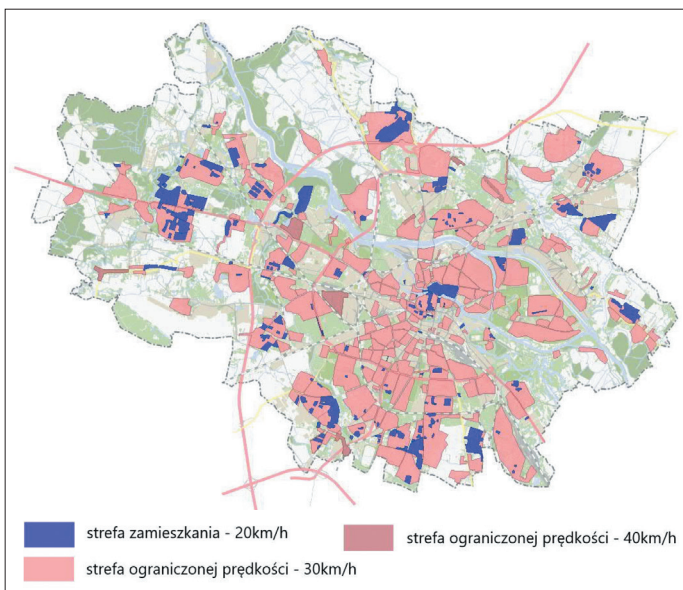 strefa zamieszkania - 20km/h
strefa ograniczonej prędkości - 40km/h
strefa ograniczonej prędkości - 30km/h